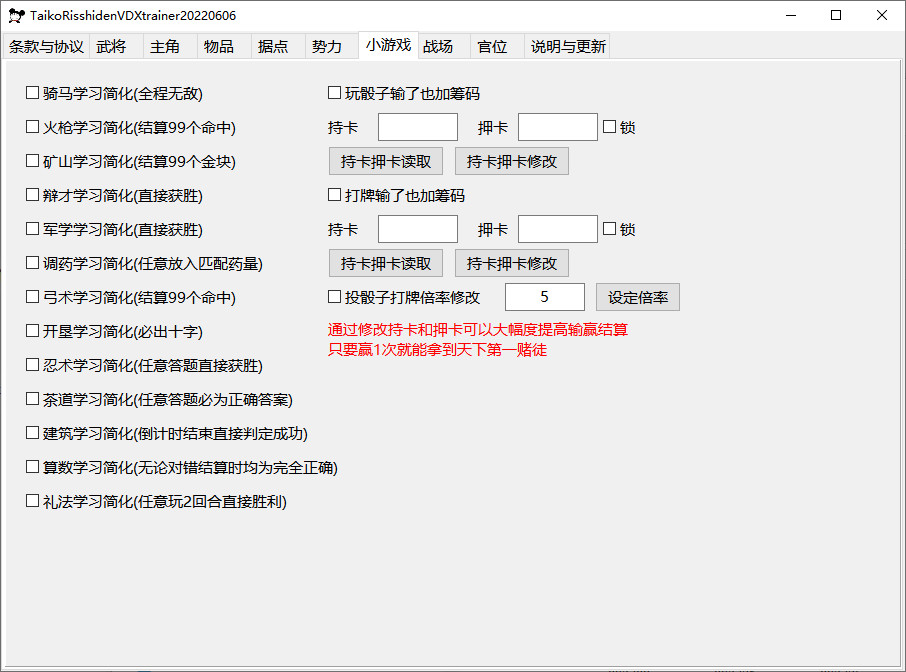 TaikoRisshidenVDXtrainer20220606
条款与协议 武将 主角 物品 据点 势力 小游戏 战场 官位 说明与更新
骑马学习简化(全程无敌)
火枪学习简化(结算99个命中)
矿山学习简化(结算99个金块)
辩才学习简化(直接获胜)
军学学习简化(直接获胜)
调药学习简化(任意放入匹配药量)
弓术学习简化(结算99个命中)
开垦学习简化(必出十字)
忍术学习简化(任意答题直接获胜)
茶道学习简化(任意答题必为正确答案)
建筑学习简化(倒计时结束直接判定成功)
算数学习简化(无论对错结算时均为完全正确)
礼法学习简化(任意玩2回合直接胜利)
玩骰子输了也加筹码
持卡 押卡 锁
持卡押卡读取 持卡押卡修改
打牌输了也加筹码
持卡 押卡 锁
持卡押卡读取 持卡押卡修改
投骰子打牌倍率修改 5 设定倍率
通过修改持卡和押卡可以大幅度提高输赢结算
只要赢1次就能拿到天下第一赌徒